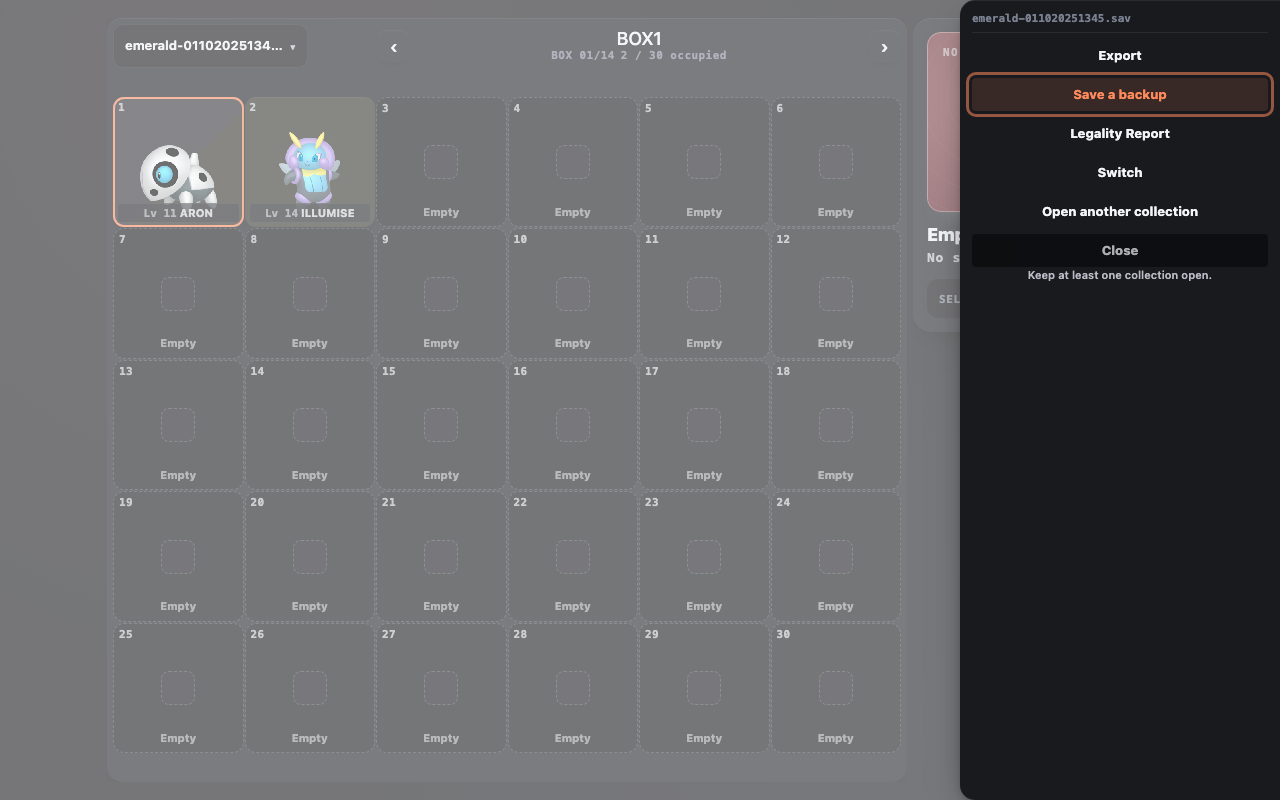 emerald-01102025134... ▾
‹
BOX1
›
BOX 01/14 2 / 30 occupied
1
Lv 11 ARON
2
Lv 14 ILLUMISE
3
Empty
4
Empty
5
Empty
6
Empty
7
Empty
8
Empty
9
Empty
10
Empty
11
Empty
12
Empty
13
Empty
14
Empty
15
Empty
16
Empty
17
Empty
18
Empty
19
Empty
20
Empty
21
Empty
22
Empty
23
Empty
24
Empty
25
Empty
26
Empty
27
Empty
28
Empty
29
Empty
30
Empty
NO
Emp
No s
SEL
emerald-011020251345.sav
Export
Save a backup
Legality Report
Switch
Open another collection
Close
Keep at least one collection open.